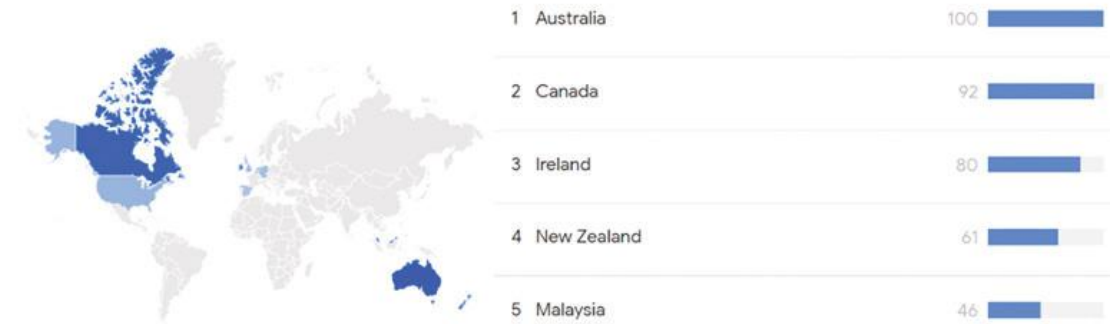 1 Australia 100
2 Canada 92
3 Ireland 80
4 New Zealand 61
5 Malaysia 46